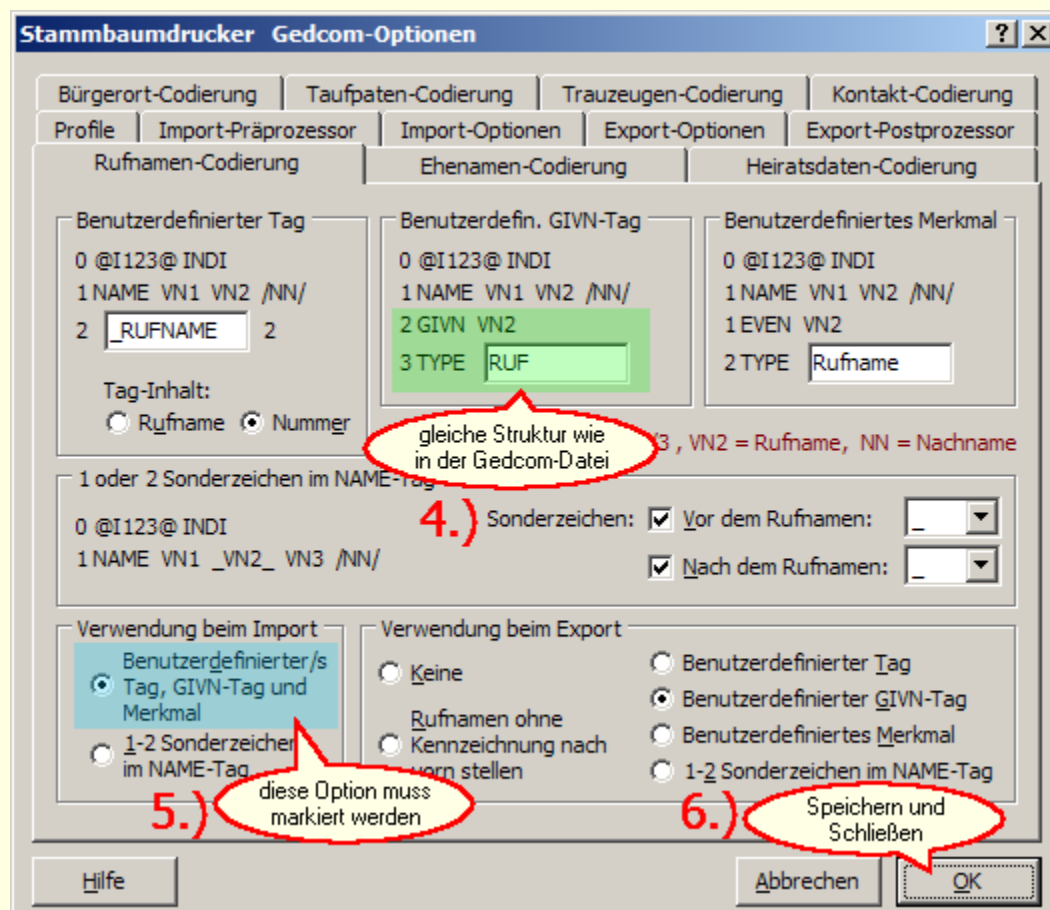 Stammbaumdrucker Gedcom-Optionen
Bürgerort-Codierung
Taufpaten-Codierung
Trauzeugen-Codierung
Kontakt-Codierung
Profile
Import-Präprozessor
Import-Optionen
Export-Optionen
Export-Postprozessor
Rufnamen-Codierung
Ehenamen-Codierung
Heiratsdaten-Codierung
Benutzerdefinierter Tag
0 @I123@ INDI
1 NAME VN1 VN2 /NN/
2 _RUFNAME 2
Tag-Inhalt:
Rufname
Nummer
Benutzerdefin. GIVN-Tag
0 @I123@ INDI
1 NAME VN1 VN2 /NN/
2 GIVN VN2
3 TYPE RUF
Benutzerdefiniertes Merkmal
0 @I123@ INDI
1 NAME VN1 VN2 /NN/
1 EVEN VN2
2 TYPE Rufname
gleiche Struktur wie
in der Gedcom-Datei
/3 , VN2 = Rufname, NN = Nachname
1 oder 2 Sonderzeichen im NAME-Tag
0 @I123@ INDI
1 NAME VN1 _VN2_ VN3 /NN/
4.)
Sonderzeichen:
Vor dem Rufnamen: _
Nach dem Rufnamen: _
Verwendung beim Import
Benutzerdefinierter/s
Tag, GIVN-Tag und
Merkmal
1-2 Sonderzeichen
im NAME-Tag
5.)
diese Option muss
markiert werden
Verwendung beim Export
Keine
Rufnamen ohne
Kennzeichnung nach
vorn stellen
Benutzerdefinierter Tag
Benutzerdefinierter GIVN-Tag
Benutzerdefiniertes Merkmal
1-2 Sonderzeichen im NAME-Tag
6.)
Speichern und
Schließen
Hilfe
Abbrechen
OK